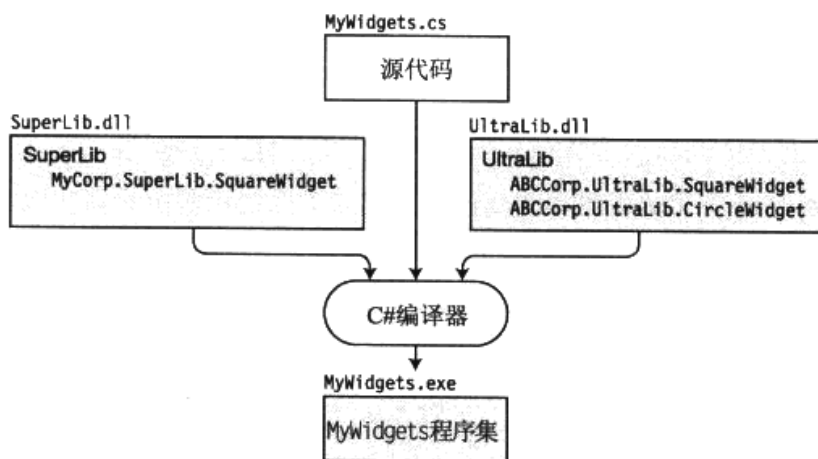 MyWidgets.cs
源代码
SuperLib.dll
SuperLib
MyCorp.SuperLib.SquareWidget
UltraLib.dll
UltraLib
ABCCorp.UltraLib.SquareWidget
ABCCorp.UltraLib.CircleWidget
C#编译器
MyWidgets.exe
MyWidgets程序集